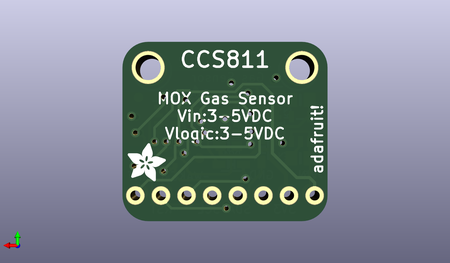 CCS811
MOX Gas Sensor
Vin:3-5VDC
Vlogic:3-5VDC
adafruit!